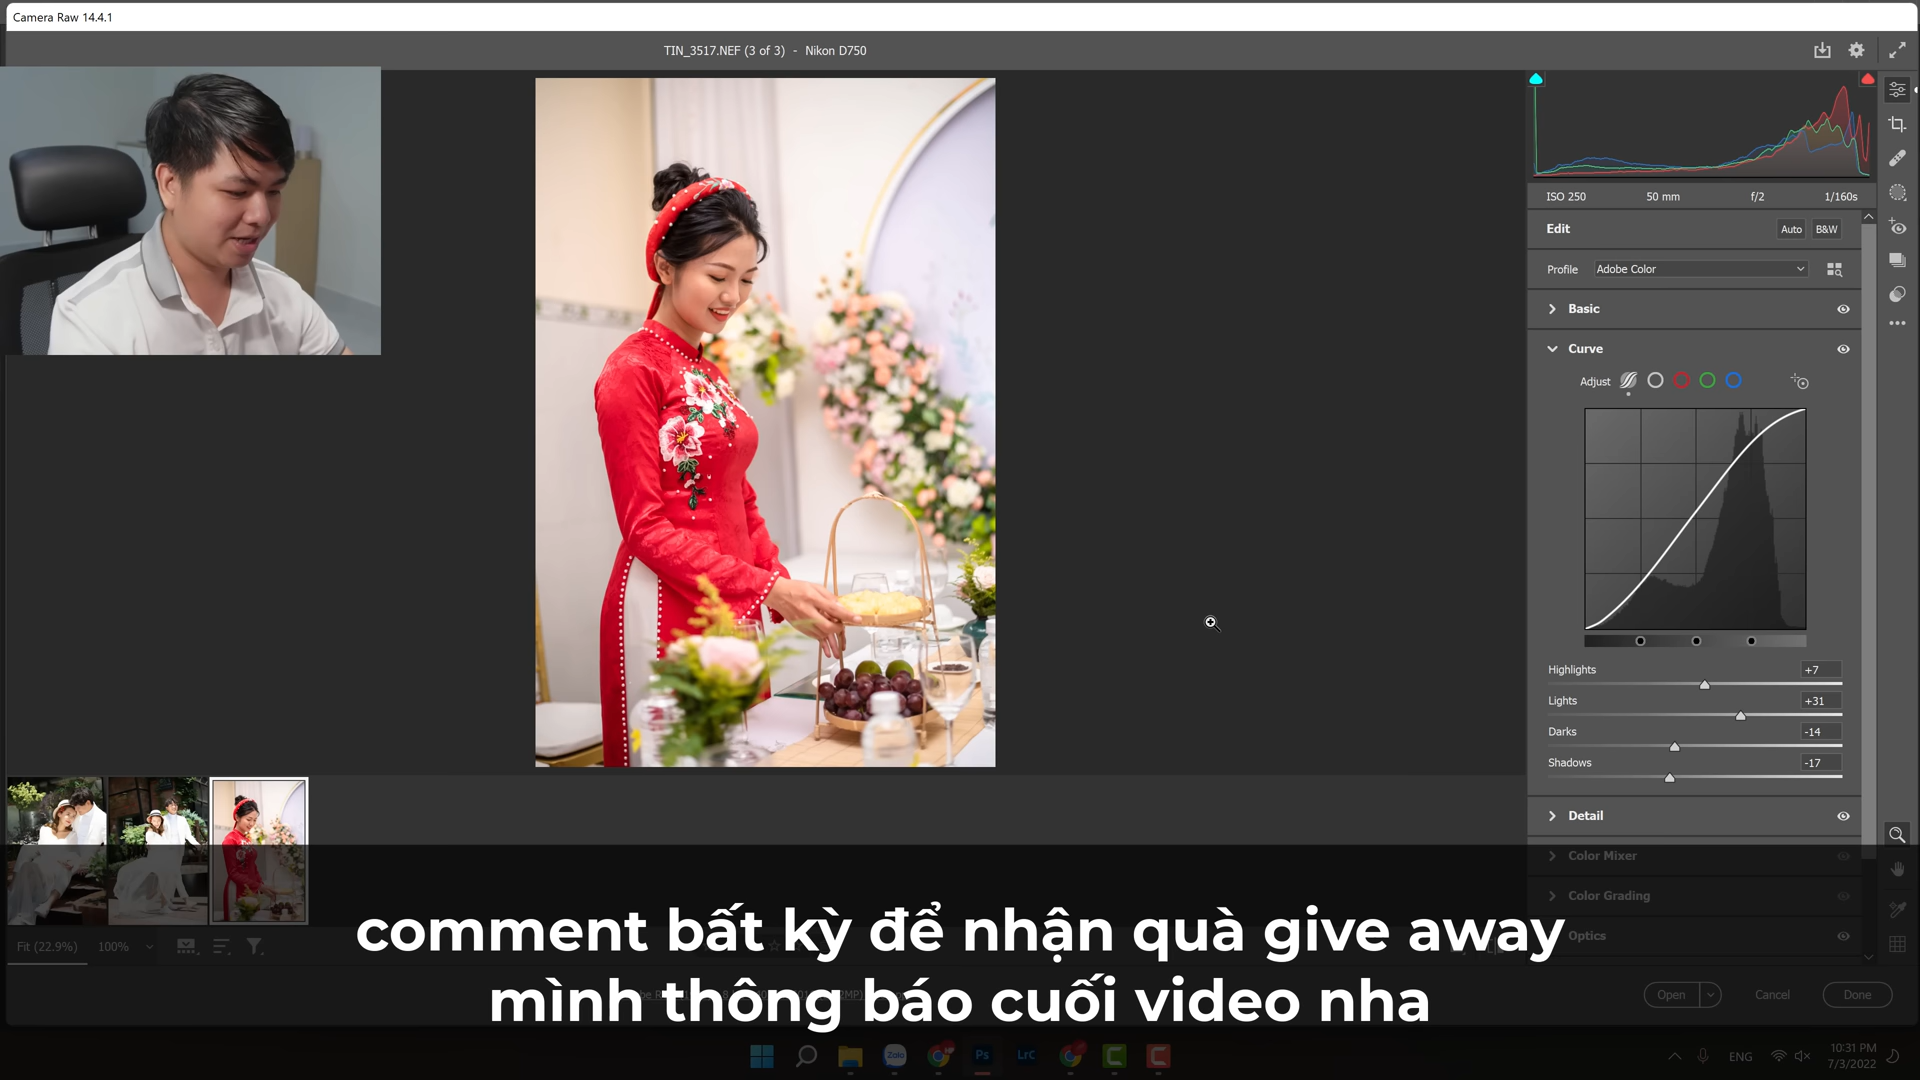 Camera Raw 14.4.1
TIN_3517.NEF (3 of 3) - Nikon D750
ISO 250 50 mm f/2 1/160s
Edit Auto B&W
Profile Adobe Color
Basic
Curve
Adjust
Highlights +7
Lights +31
Darks -14
Shadows -17
Detail
Color Mixer
Color Grading
Optics
Fit (22.9%) 100%
comment bất kỳ để nhận quà give away
mình thông báo cuối video nha
Open Cancel Done
Zalo Ps LrC
ENG
10:31 PM
7/3/2022